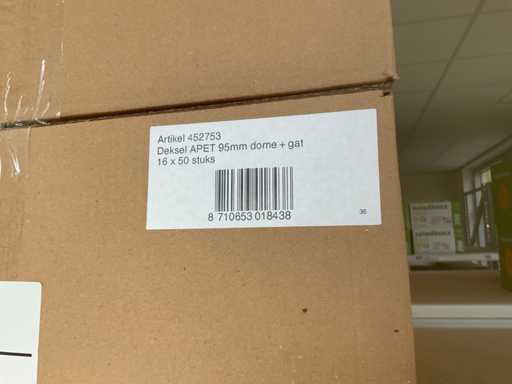 Artikel 452753
Deksel APET 95mm dome + gat
16 x 50 stuks
8 710653 018438
36